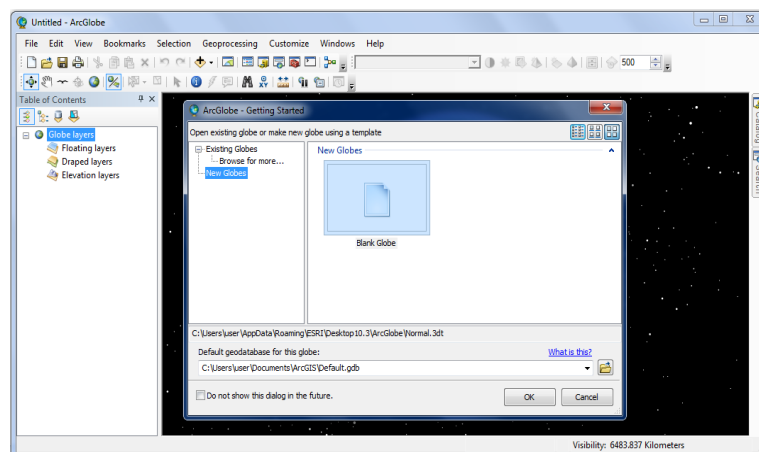 Untitled - ArcGlobe
File Edit View Bookmarks Selection Geoprocessing Customize Windows Help
500
Table of Contents
Globe layers
Floating layers
Draped layers
Elevation layers
ArcGlobe - Getting Started
Open existing globe or make new globe using a template
Existing Globes
Browse for more...
New Globes
New Globes
Blank Globe
C:\Users\user\AppData\Roaming\ESRI\Desktop10.3\ArcGlobe\Normal.3dt
Default geodatabase for this globe:
What is this?
C:\Users\user\Documents\ArcGIS\Default.gdb
Do not show this dialog in the future.
OK
Cancel
Catalog
Search
Visibility: 6483.837 Kilometers